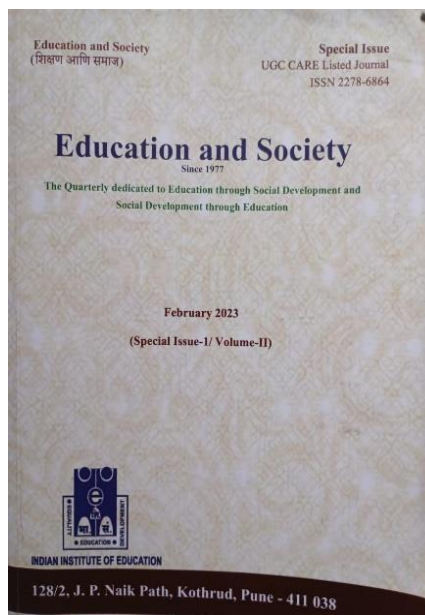 Education and Society
(शिक्षण आणि समाज)
Special Issue
UGC CARE Listed Journal
ISSN 2278-6864
Education and Society
Since 1977
The Quarterly dedicated to Education through Social Development and
Social Development through Education
February 2023
(Special Issue-1/ Volume-II)
e
भा. सं.
• EDUCATION •
DEVELOPMENT
INDIAN INSTITUTE OF EDUCATION
128/2, J. P. Naik Path, Kothrud, Pune - 411 038